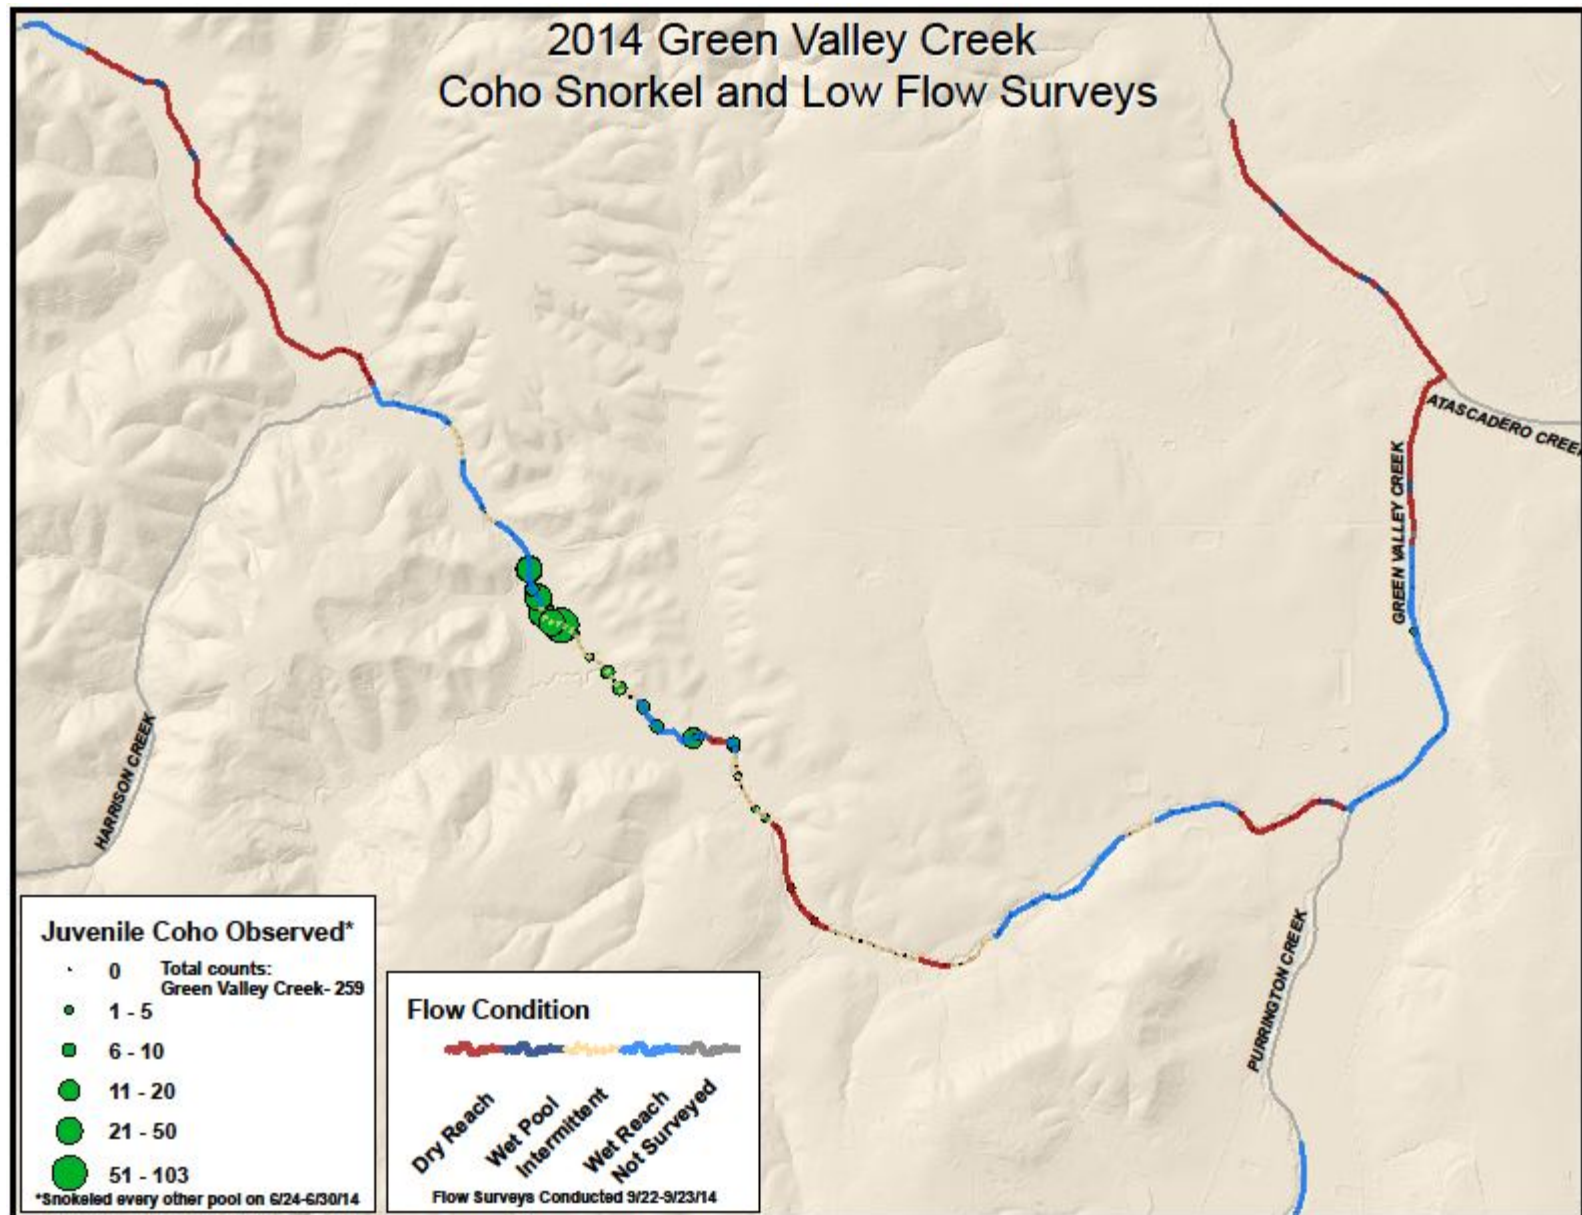 2014 Green Valley Creek
Coho Snorkel and Low Flow Surveys
ATASCADERO CREEK
GREEN VALLEY CREEK
HARRISON CREEK
PURRINGTON CREEK
Juvenile Coho Observed*
0 Total counts:
Green Valley Creek- 259
1 - 5
6 - 10
11 - 20
21 - 50
51 - 103
*Snokeled every other pool on 6/24-6/30/14
Flow Condition
Dry Reach
Wet Pool
Intermittent
Wet Reach
Not Surveyed
Flow Surveys Conducted 9/22-9/23/14